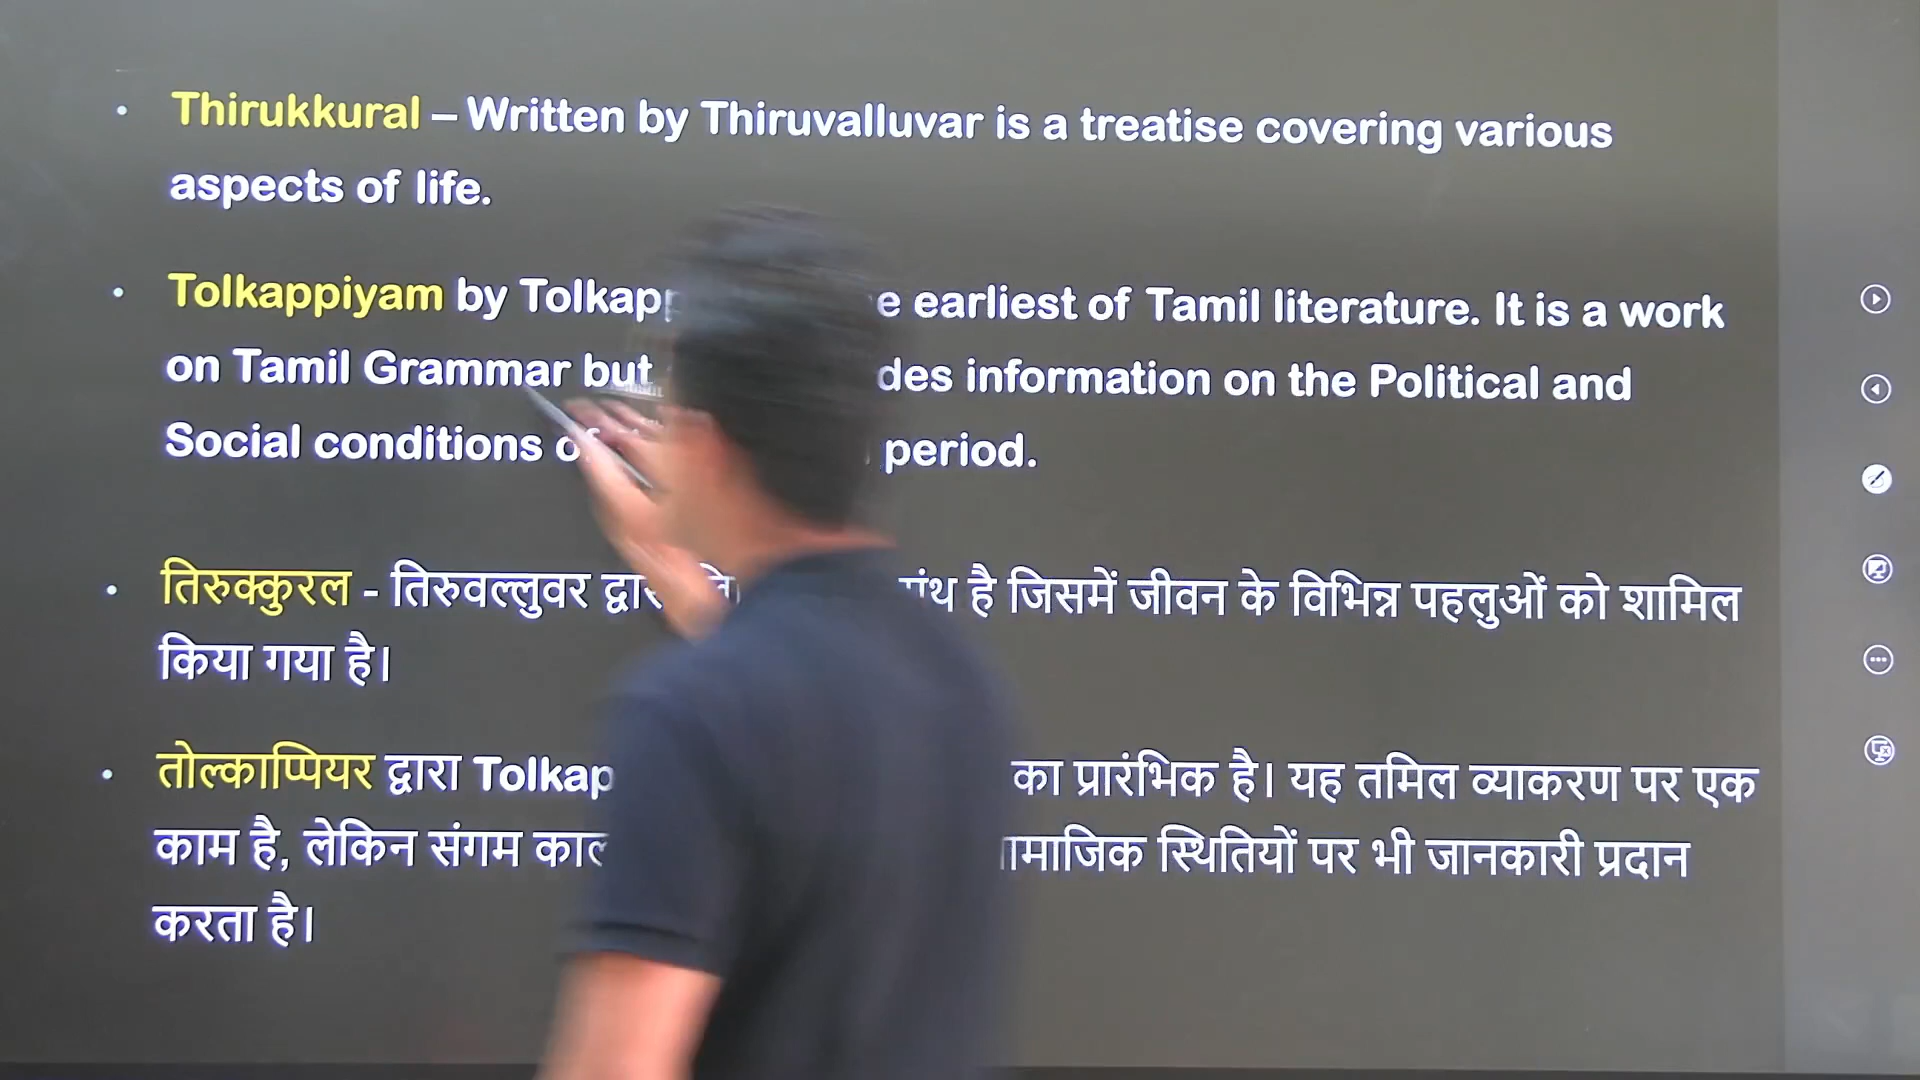 • Thirukkural – Written by Thiruvalluvar is a treatise covering various
aspects of life.
• Tolkappiyam by e earliest of Tamil literature. It is a work
on Tamil Grammar but des information on the Political and
Social conditions period.
• तिरुक्कुरल - तिरुवल्लुवर है जिसमें जीवन के विभिन्न पहलुओं को शामिल
किया गया है।
• तोल्काप्पियर द्वारा Tolkap का प्रारंभिक है। यह तमिल व्याकरण पर एक
काम है, लेकिन संगम स्थितियों पर भी जानकारी प्रदान
करता है।